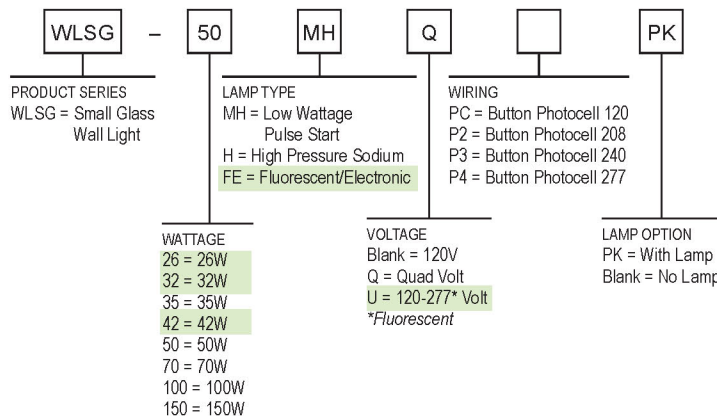 WLSG – 50 MH Q PK
PRODUCT SERIES
WLSG = Small Glass
Wall Light
LAMP TYPE
MH = Low Wattage
Pulse Start
H = High Pressure Sodium
FE = Fluorescent/Electronic
WIRING
PC = Button Photocell 120
P2 = Button Photocell 208
P3 = Button Photocell 240
P4 = Button Photocell 277
WATTAGE
26 = 26W
32 = 32W
35 = 35W
42 = 42W
50 = 50W
70 = 70W
100 = 100W
150 = 150W
VOLTAGE
Blank = 120V
Q = Quad Volt
U = 120-277* Volt
*Fluorescent
LAMP OPTION
PK = With Lamp
Blank = No Lamp